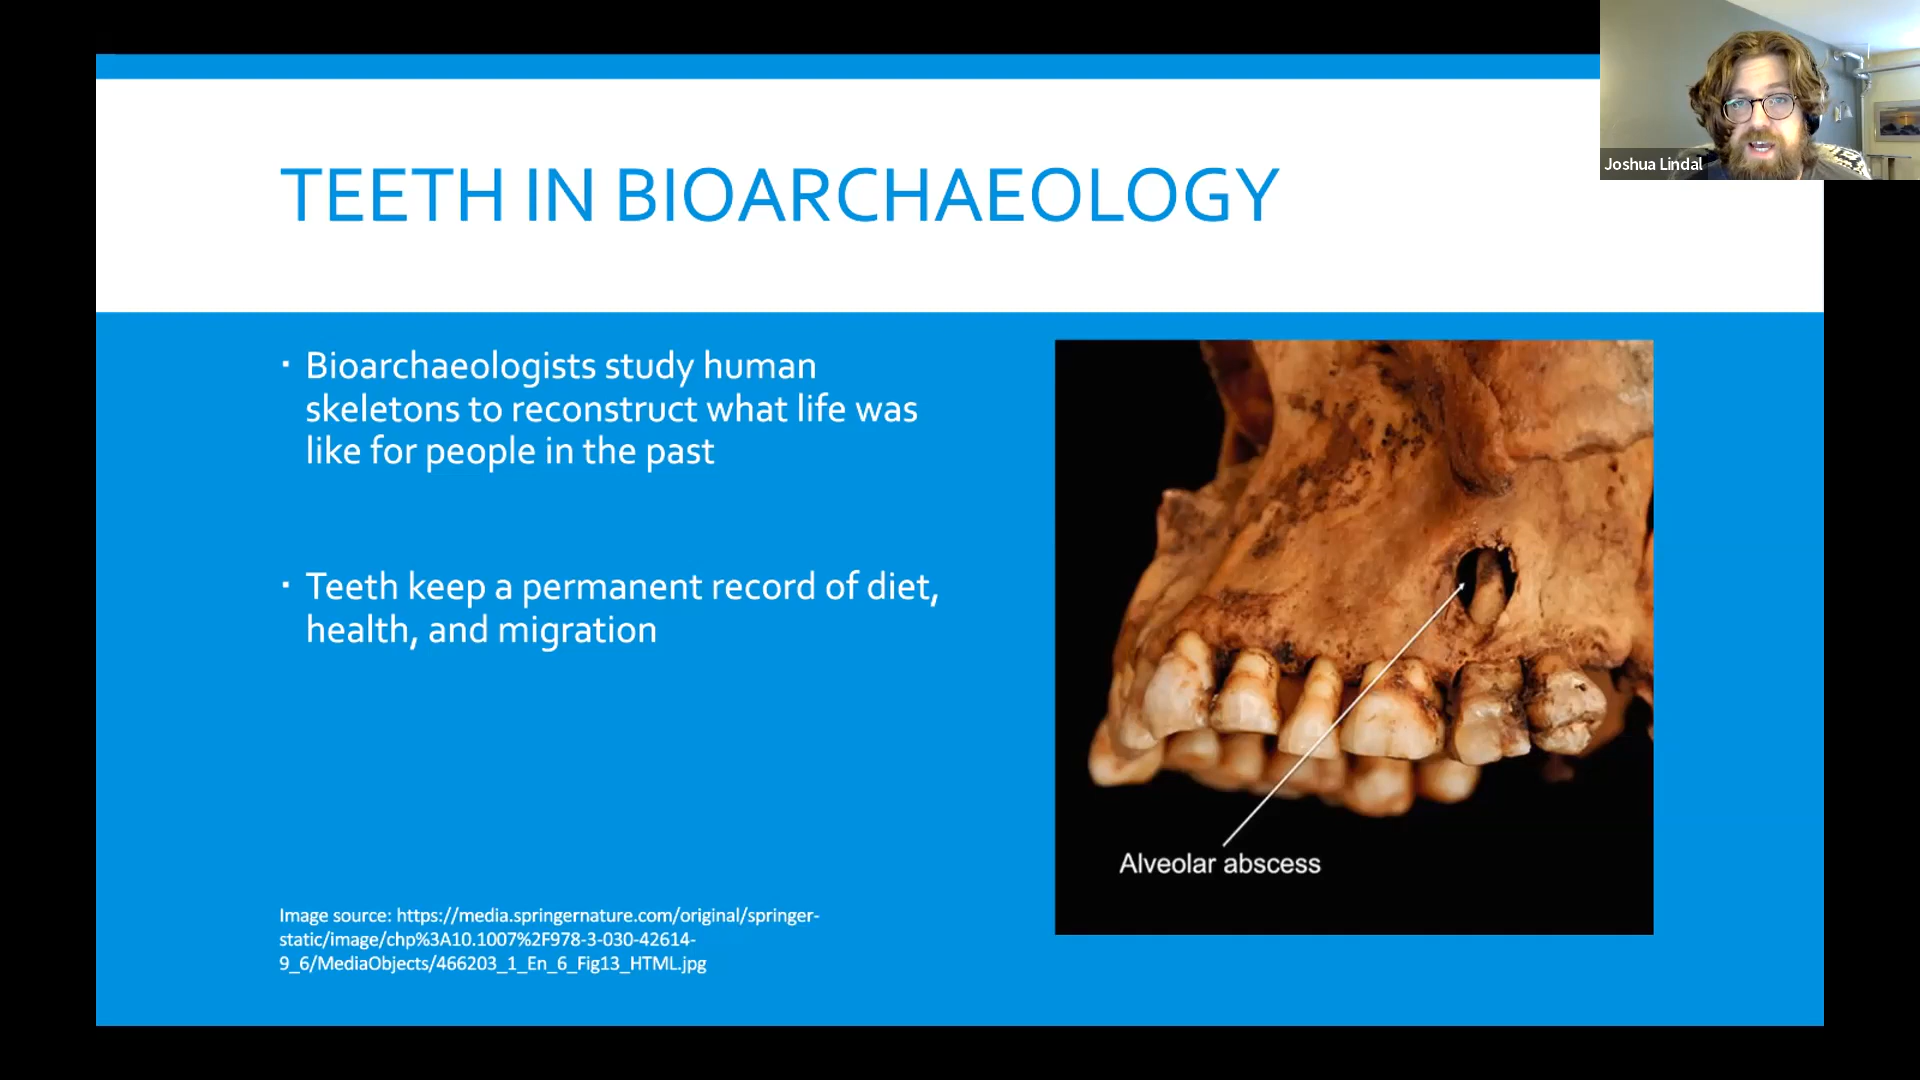 TEETH IN BIOARCHAEOLOGY
Joshua Lindal
· Bioarchaeologists study human
skeletons to reconstruct what life was
like for people in the past
· Teeth keep a permanent record of diet,
health, and migration
Alveolar abscess
Image source: https://media.springernature.com/original/springer-
static/image/chp%3A10.1007%2F978-3-030-42614-
9_6/MediaObjects/466203_1_En_6_Fig13_HTML.jpg